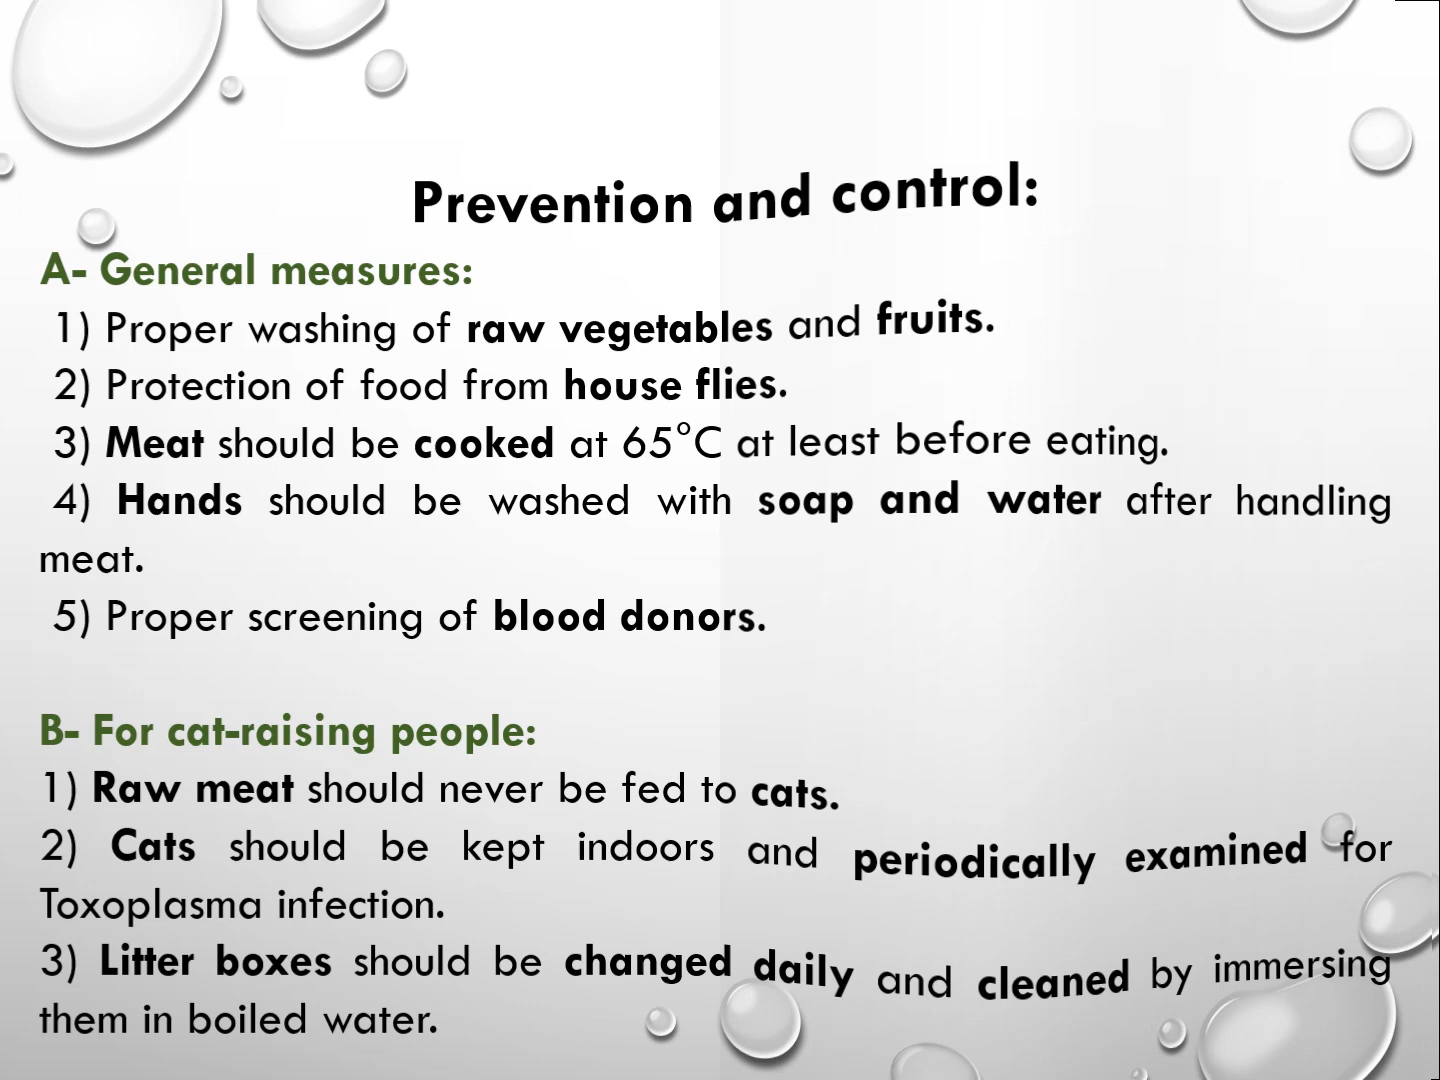 Prevention and control:
A- General measures:
1) Proper washing of raw vegetables and fruits.
2) Protection of food from house flies.
3) Meat should be cooked at 65°C at least before eating.
4) Hands should be washed with soap and water after handling
meat.
5) Proper screening of blood donors.
B- For cat-raising people:
1) Raw meat should never be fed to cats.
2) Cats should be kept indoors and periodically examined for
Toxoplasma infection.
3) Litter boxes should be changed daily and cleaned by immersing
them in boiled water.